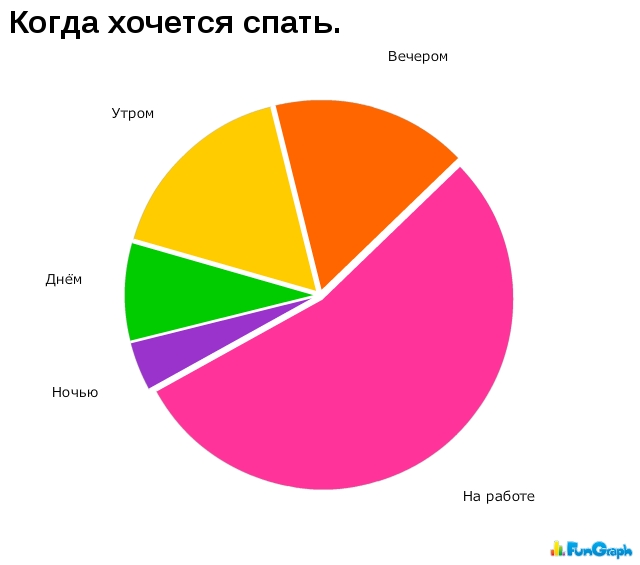 Когда хочется спать.
Вечером
Утром
Днём
Ночью
На работе
FunGraph